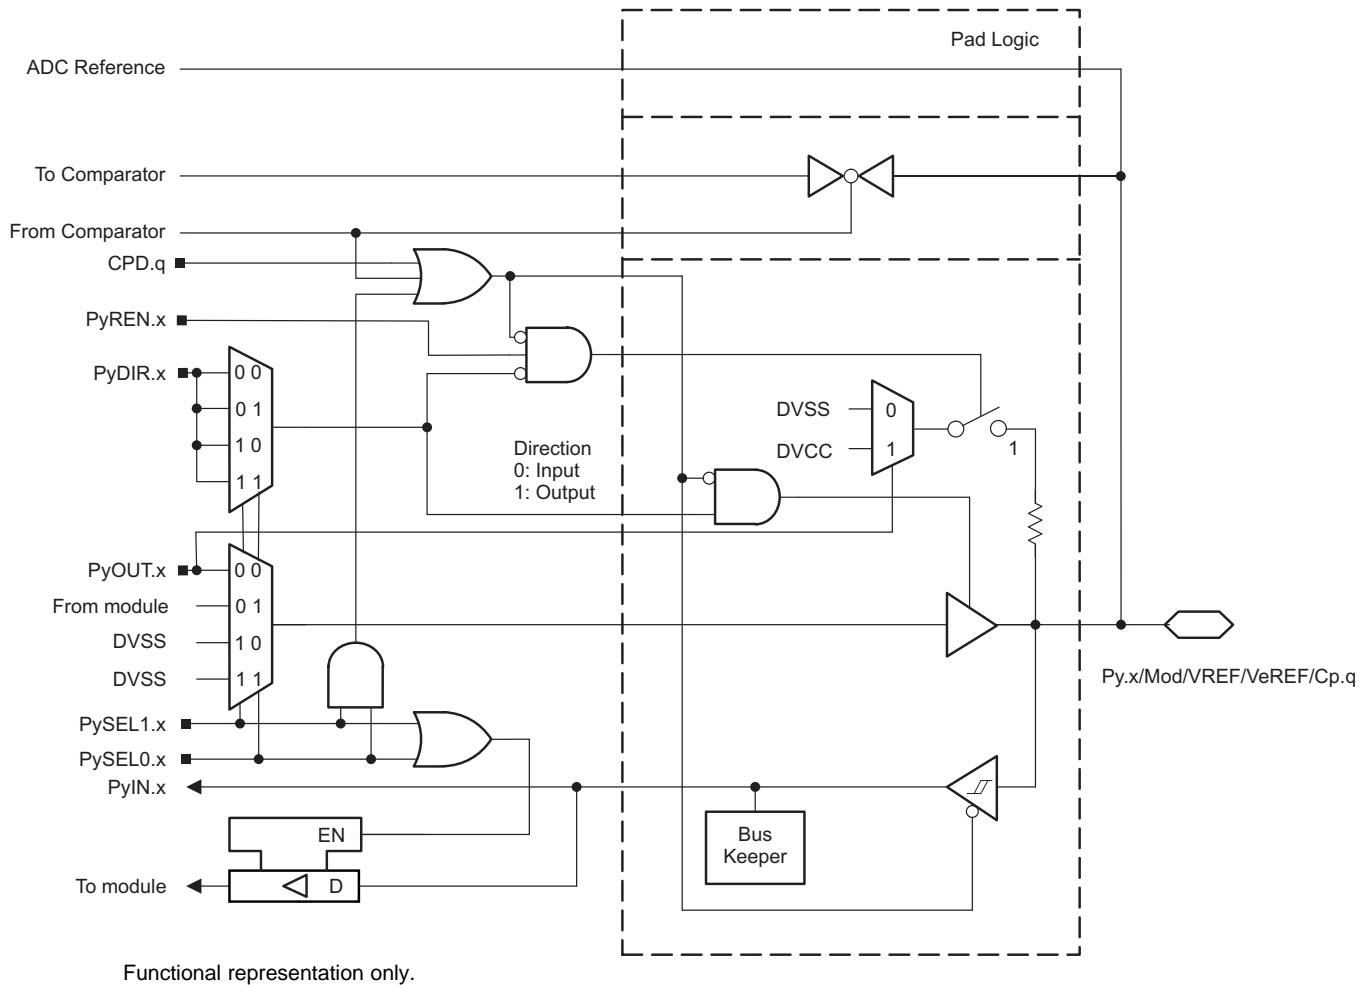 Pad Logic
ADC Reference
To Comparator
From Comparator
CPD.q
PyREN.x
PyDIR.x
0 0
0 1
1 0
1 1
Direction
0: Input
1: Output
DVSS
0
DVCC
1
1
PyOUT.x
0 0
From module
0 1
DVSS
1 0
DVSS
1 1
Py.x/Mod/VREF/VeREF/Cp.q
PySEL1.x
PySEL0.x
PyIN.x
EN
Bus
Keeper
To module
D
Functional representation only.